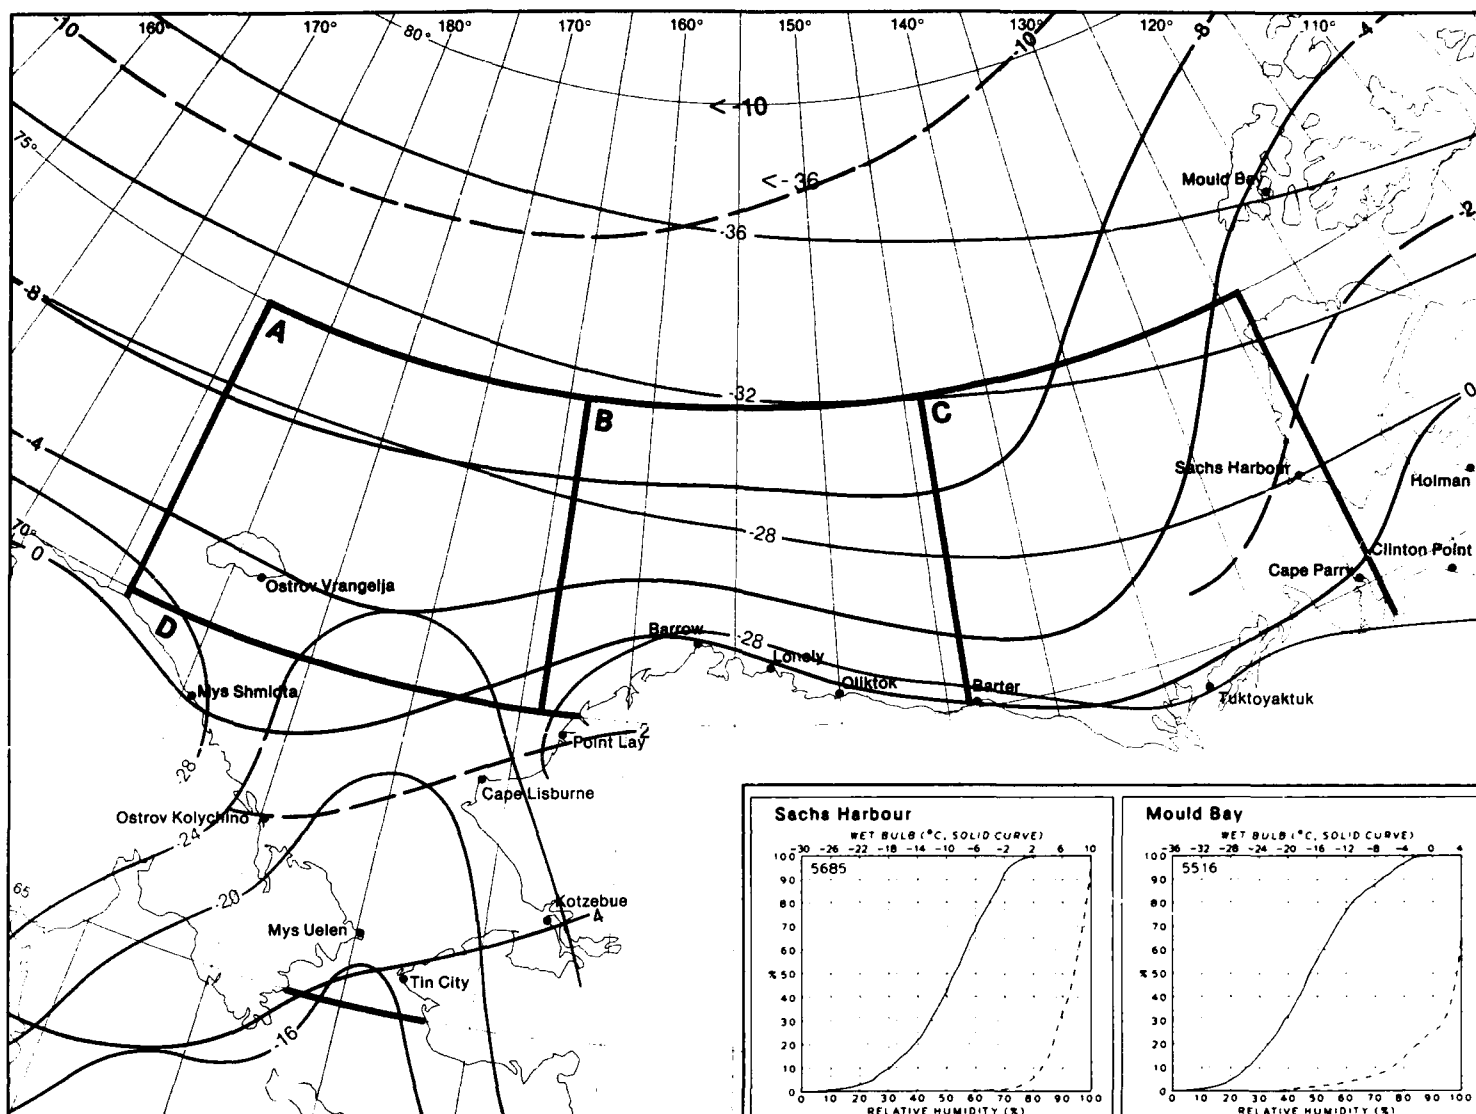 160°
170°
180°
170°
160°
150°
140°
130°
120°
110°
-10
80°
-10
-8
-4
<-10
75°
<-36
Mould Bay
-36
-2
-8
A
-32
B
C
0
-4
Sachs Harbour
Holman
-28
70°
0
Ostrov Vrangelja
Clinton Point
Cape Parry
D
Barrow
-28
Lonely
Oliktok
Barter
Mys Shmidta
Tuktoyaktuk
Point Lay
2
-28
Cape Lisburne
Ostrov Kolychino
-24
65
-20
Kotzebue
4
Mys Uelen
Tin City
-16
Sachs Harbour
WET BULB (°C, SOLID CURVE)
-30 -26 -22 -18 -14 -10 -6 -2 2 6 10
5685
100
90
80
70
60
%
50
40
30
20
10
0
0 10 20 30 40 50 60 70 80 90 100
RELATIVE HUMIDITY (%)
Mould Bay
WET BULB (°C, SOLID CURVE)
-36 -32 -28 -24 -20 -16 -12 -8 -4 0 4
5516
100
90
80
70
60
%
50
40
30
20
10
0
0 10 20 30 40 50 60 70 80 90 100
RELATIVE HUMIDITY (%)